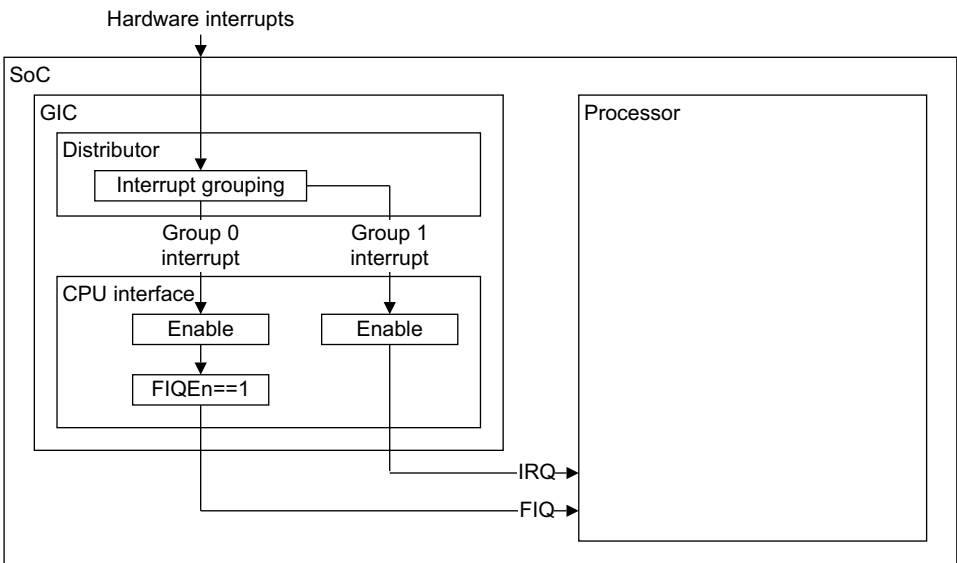 Hardware interrupts
SoC
GIC
Processor
Distributor
Interrupt grouping
Group 0
interrupt
Group 1
interrupt
CPU interface
Enable
Enable
FIQEn==1
IRQ
FIQ